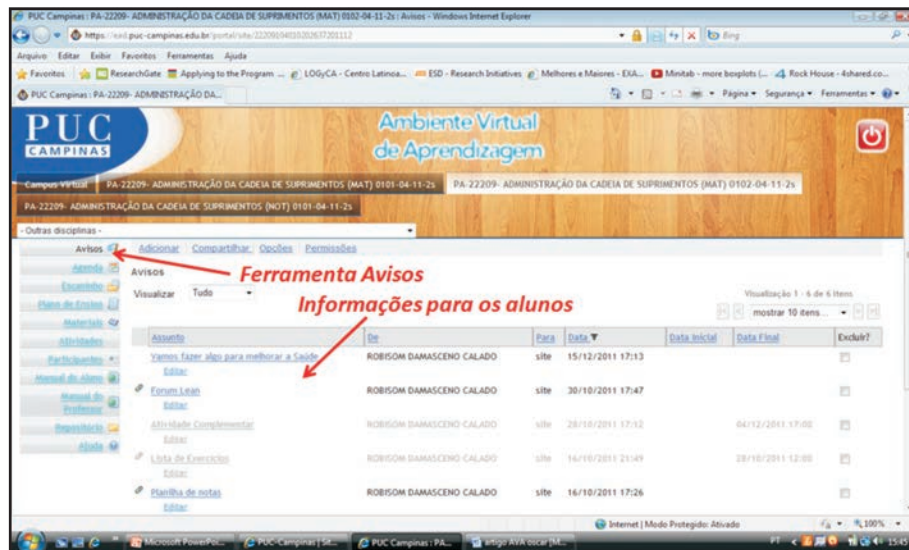 PUC Campinas : PA-22209- ADMINISTRAÇÃO DA CADEIA DE SUPRIMENTOS (MAT) 0102-04-11-2s : Avisos - Windows Internet Explorer
Bing
Arquivo Editar Exibir Favoritos Ferramentas Ajuda
Favoritos ResearchGate Applying to the Program ... LOGyCA - Centro Latinoa... ESD - Research Initiatives Melhores e Maiores - EXA... Minitab - more boxplots (... Rock House - 4shared.co...
PUC Campinas : PA-22209- ADMINISTRAÇÃO DA... Página Segurança Ferramentas
PUC
CAMPINAS
Ambiente Virtual
de Aprendizagem
Campus Virtual PA-22209- ADMINISTRAÇÃO DA CADEIA DE SUPRIMENTOS (MAT) 0101-04-11-2s PA-22209- ADMINISTRAÇÃO DA CADEIA DE SUPRIMENTOS (MAT) 0102-04-11-2s
PA-22209- ADMINISTRAÇÃO DA CADEIA DE SUPRIMENTOS (NOT) 0101-04-11-2s
- Outras disciplinas -
Avisos
Adicionar Compartilhar Opções Permissões
Agenda
Escaninho
Plano de Ensino
Materiais
Atividades
Participantes
Manual do Aluno
Manual do Professor
Repositório
Ajuda
Ferramenta Avisos
Avisos
Visualizar Tudo
Informações para os alunos
Visualização 1 - 6 de 6 itens
mostrar 10 itens...
Assunto De Para Data Data Inicial Data Final Excluir?
Vamos fazer algo para melhorar a Saúde ROBISOM DAMASCENO CALADO site 15/12/2011 17:13
Editar
Forum Lean ROBISOM DAMASCENO CALADO site 30/10/2011 17:47
Editar
Atividade Complementar ROBISOM DAMASCENO CALADO site 28/10/2011 17:12 04/12/2011 17:00
Editar
Lista de Exercicios ROBISOM DAMASCENO CALADO site 16/10/2011 21:49 28/10/2011 12:00
Editar
Planilha de notas ROBISOM DAMASCENO CALADO site 16/10/2011 17:26
Editar
Internet | Modo Protegido: Ativado 100%
Microsoft PowerPoi... PUC-Campinas | Sit... PUC Campinas : PA... artigo AVA oscar [M... PT 15:45